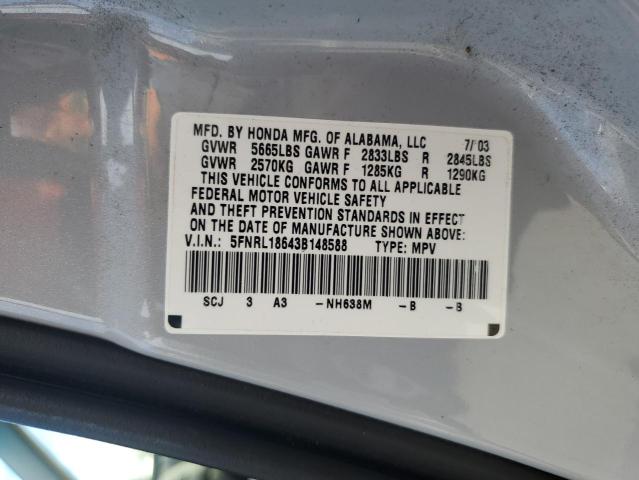 MFD. BY HONDA MFG. OF ALABAMA, LLC 7/03
GVWR 5665LBS GAWR F 2833LBS R 2845LBS
GVWR 2570KG GAWR F 1285KG R 1290KG
THIS VEHICLE CONFORMS TO ALL APPLICABLE
FEDERAL MOTOR VEHICLE SAFETY
AND THEFT PREVENTION STANDARDS IN EFFECT
ON THE DATE OF MANUFACTURE SHOWN ABOVE.
V.I.N.: 5FNRL18643B148588 TYPE: MPV
SCJ 3 A3 -NH638M -B -B